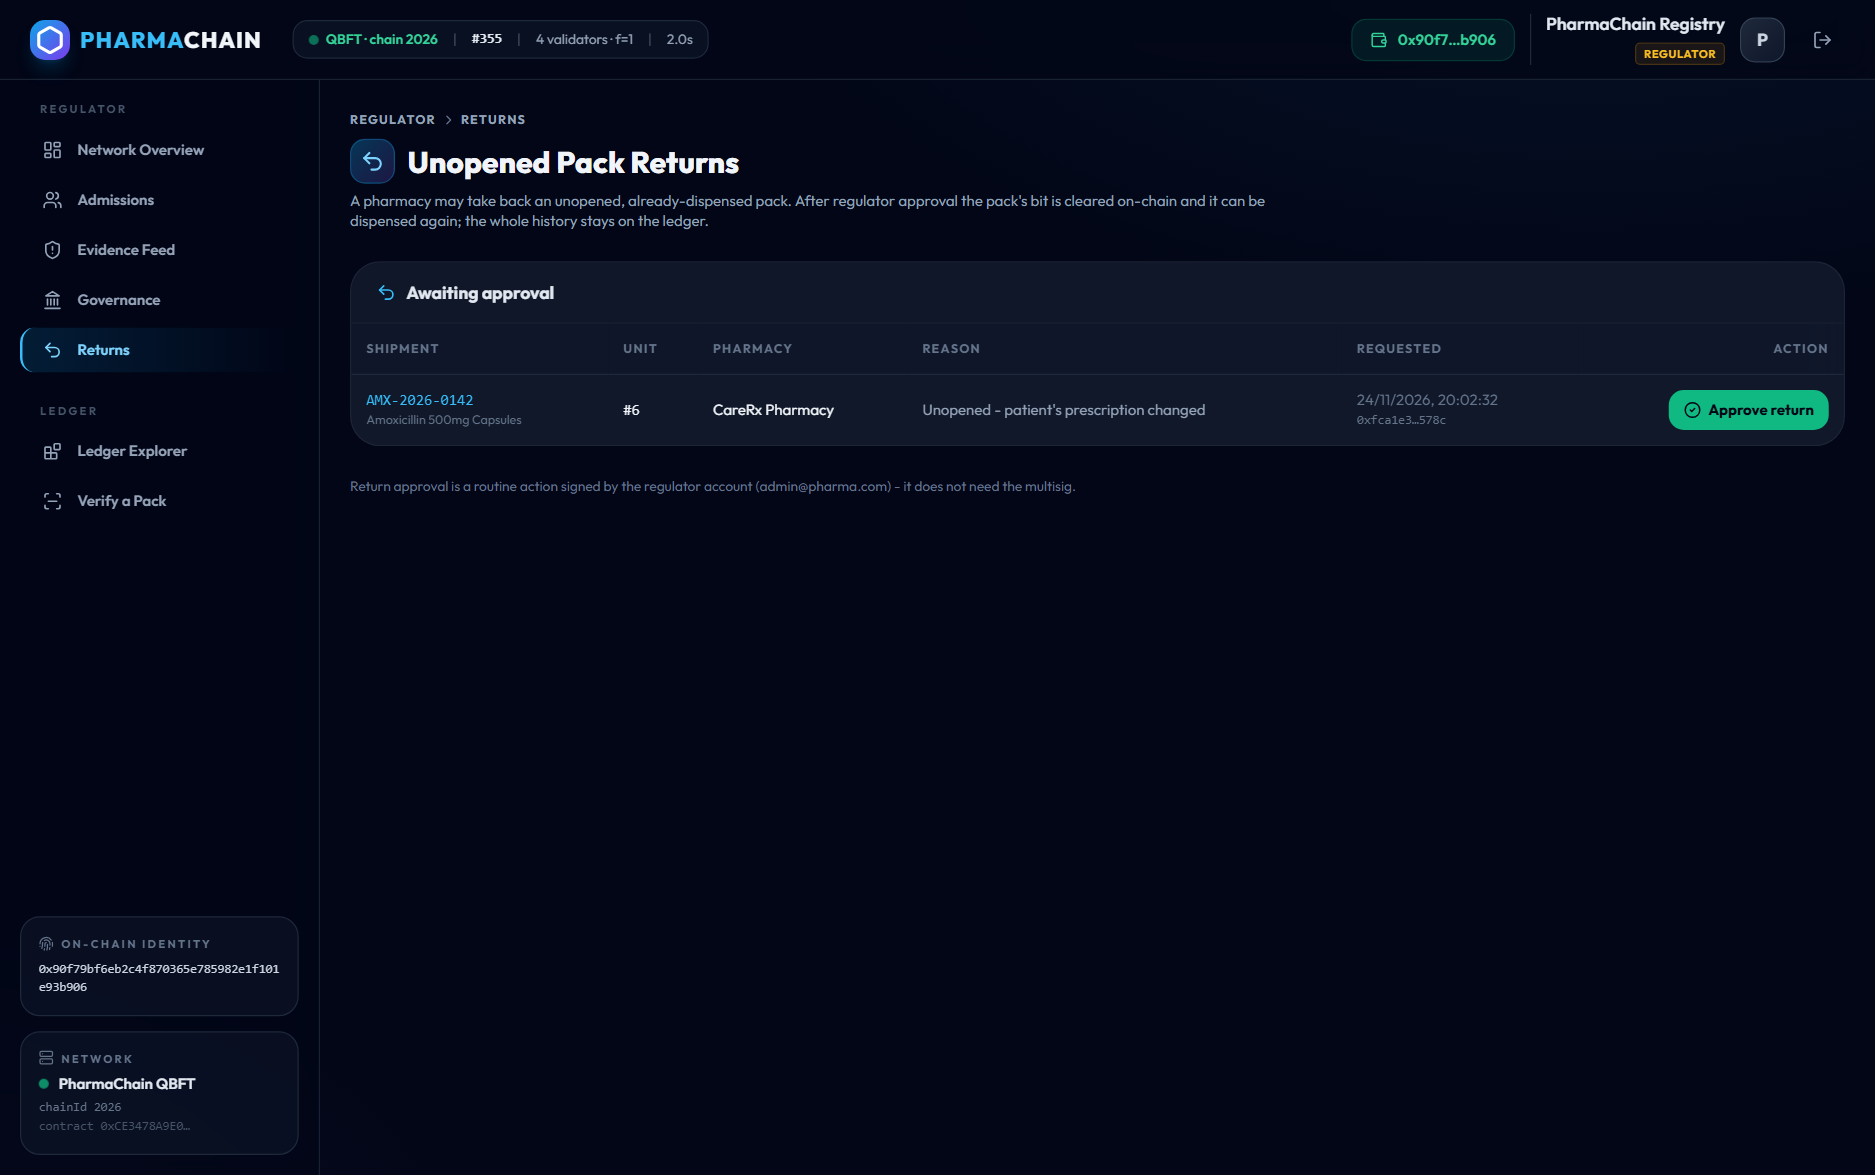 PHARMACHAIN
QBFT · chain 2026 | #355 | 4 validators · f=1 | 2.0s
0x90f7...b906
PharmaChain Registry
REGULATOR
P
REGULATOR
Network Overview
Admissions
Evidence Feed
Governance
Returns
LEDGER
Ledger Explorer
Verify a Pack
ON-CHAIN IDENTITY
0x90f79bf6eb2c4f870365e785982e1f101
e93b906
NETWORK
PharmaChain QBFT
chainId 2026
contract 0xCE3478A9E0…
REGULATOR > RETURNS
Unopened Pack Returns
A pharmacy may take back an unopened, already-dispensed pack. After regulator approval the pack's bit is cleared on-chain and it can be
dispensed again; the whole history stays on the ledger.
Awaiting approval
SHIPMENT UNIT PHARMACY REASON REQUESTED ACTION
AMX-2026-0142
Amoxicillin 500mg Capsules
#6
CareRx Pharmacy
Unopened - patient's prescription changed
24/11/2026, 20:02:32
0xfca1e3…578c
Approve return
Return approval is a routine action signed by the regulator account (admin@pharma.com) - it does not need the multisig.